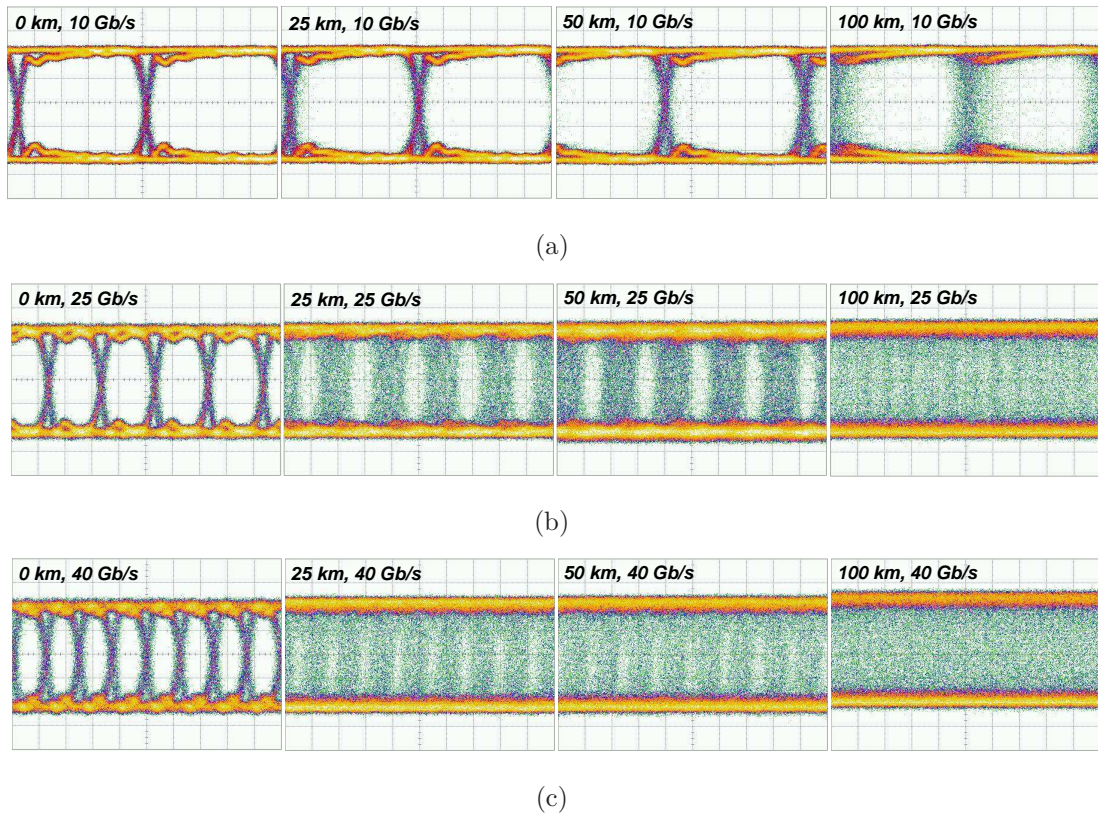 0 km, 10 Gb/s
25 km, 10 Gb/s
50 km, 10 Gb/s
100 km, 10 Gb/s
(a)
0 km, 25 Gb/s
25 km, 25 Gb/s
50 km, 25 Gb/s
100 km, 25 Gb/s
(b)
0 km, 40 Gb/s
25 km, 40 Gb/s
50 km, 40 Gb/s
100 km, 40 Gb/s
(c)